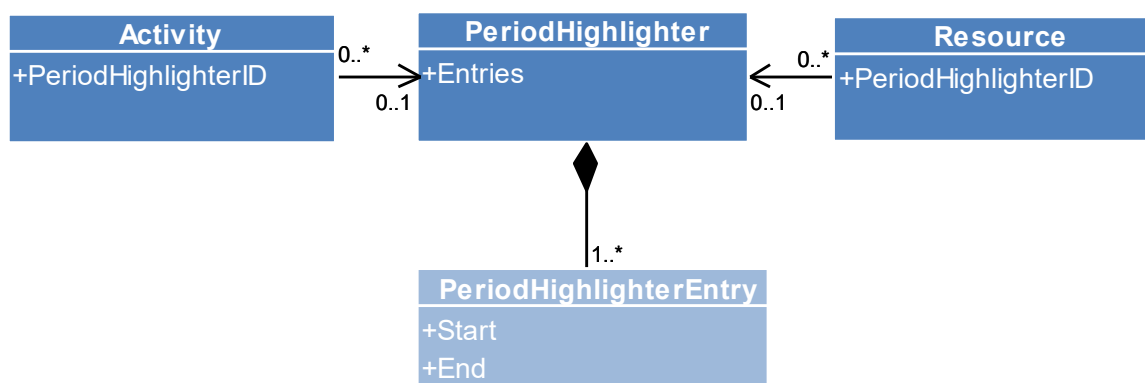 Activity
+PeriodHighlighterID
0..*
0..1
PeriodHighlighter
+Entries
0..*
0..1
Resource
+PeriodHighlighterID
1..*
PeriodHighlighterEntry
+Start
+End